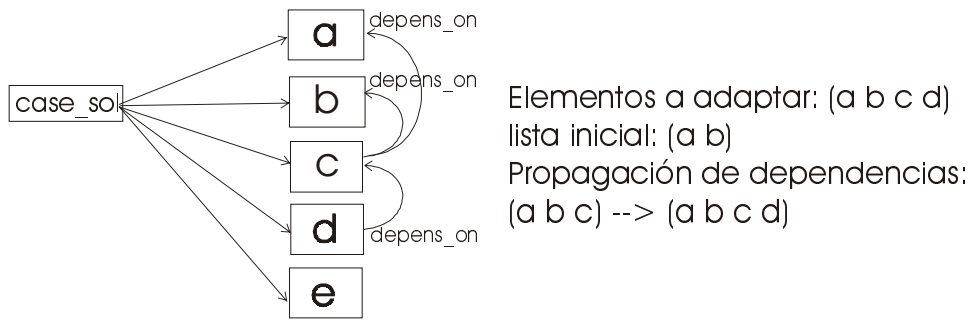 depens_on
a
depens_on
b
case_sol
c
d
depens_on
e
Elementos a adaptar: (a b c d)
lista inicial: (a b)
Propagación de dependencias:
(a b c) --> (a b c d)